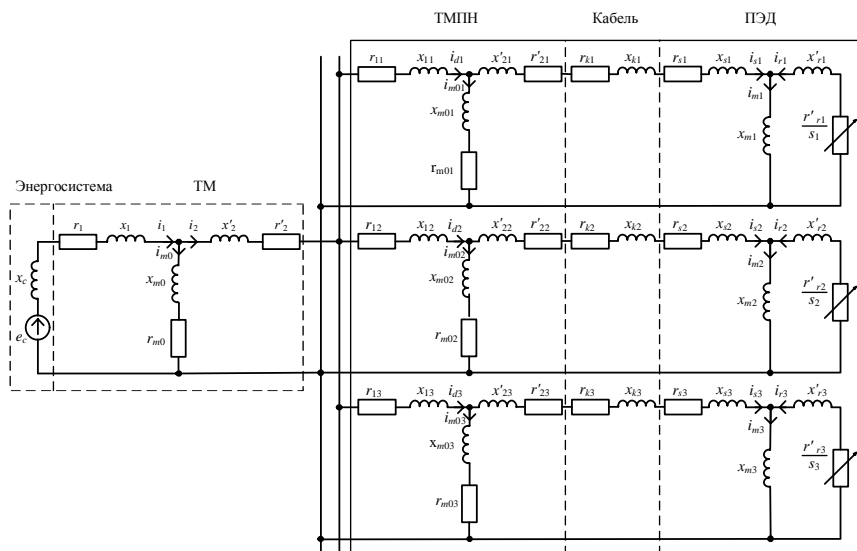 ТМПН Кабель ПЭД
r11 x11 id1 x'21 r'21 rk1 xk1 rs1 xs1 is1 ir1 x'r1
im01 im1
xm01 xm1 r'r1/s1
rm01
Энергосистема ТМ
r1 x1 i1 i2 x'2 r'2 r12 x12 id2 x'22 r'22 rk2 xk2 rs2 xs2 is2 ir2 x'r2
im0 im02 im2
xc xm0 xm02 xm2 r'r2/s2
ec rm0 rm02
r13 x13 id3 x'23 r'23 rk3 xk3 rs3 xs3 is3 ir3 x'r3
im03 im3
xm03 xm3 r'r3/s3
rm03